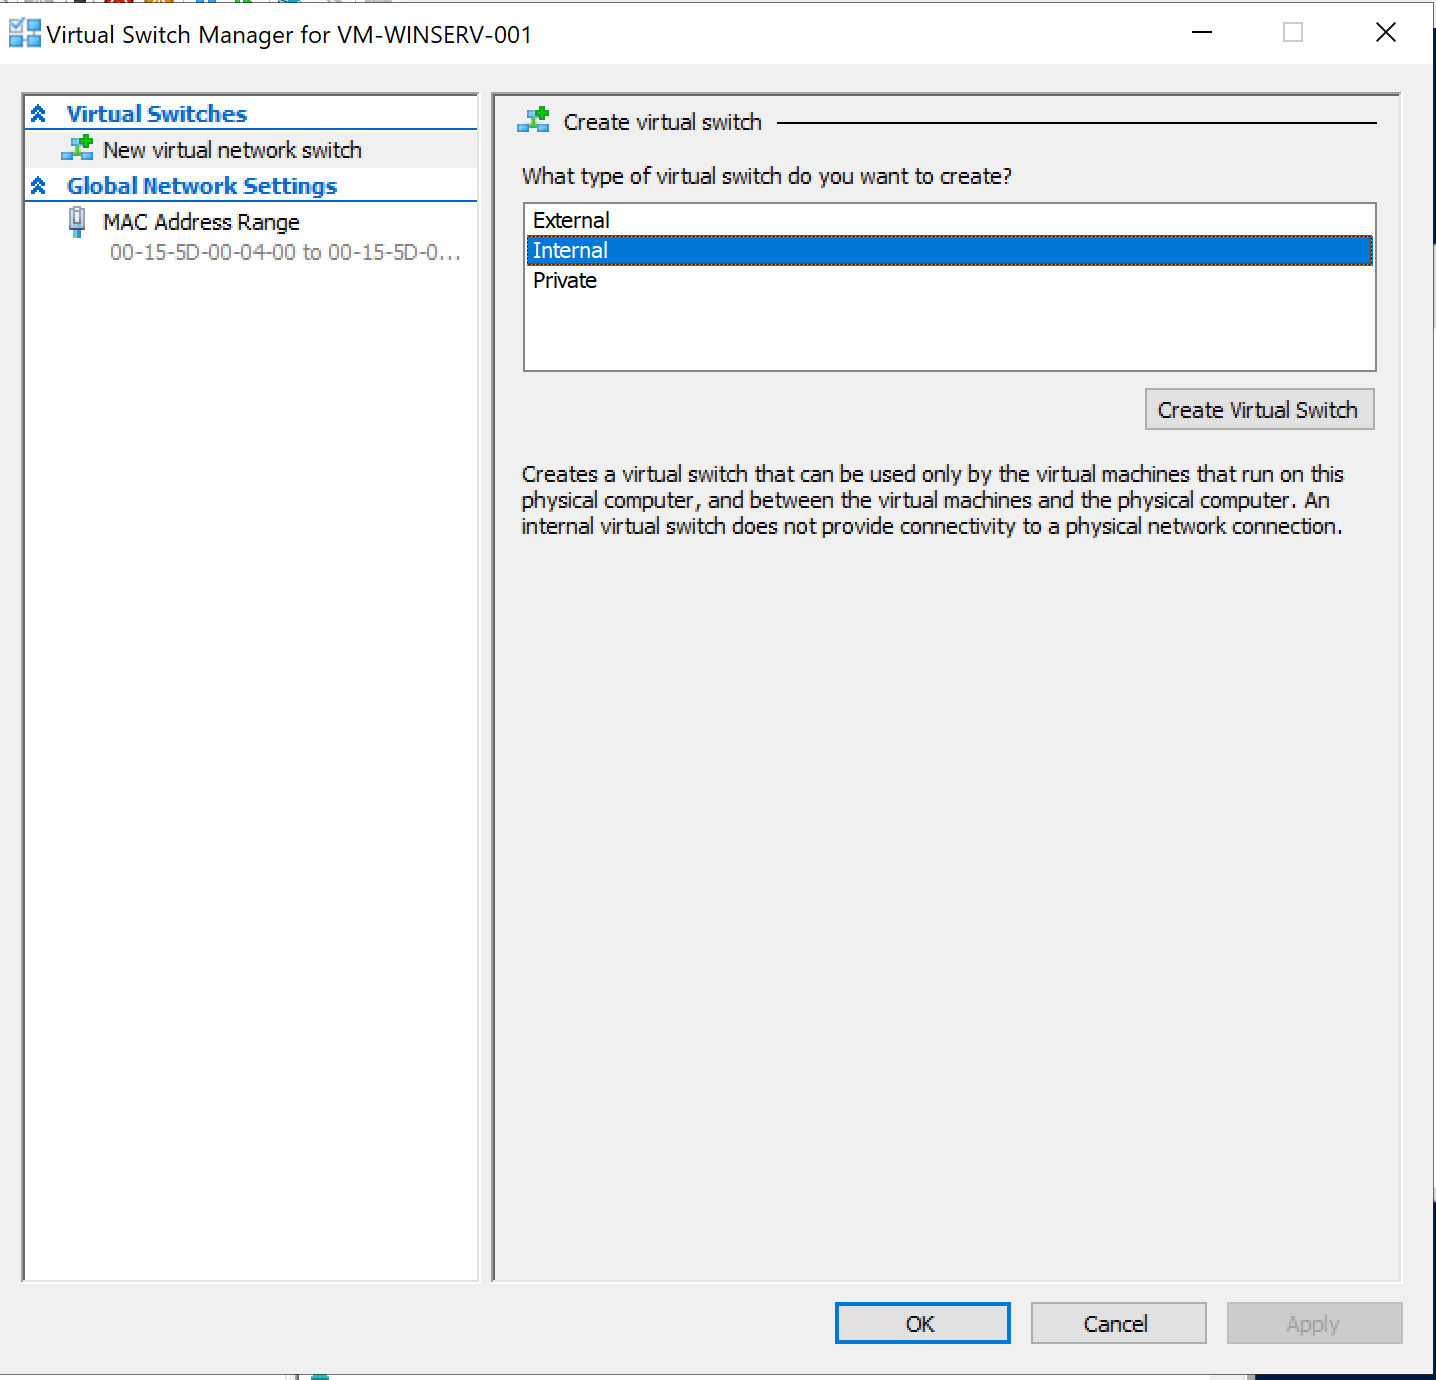 Virtual Switch Manager for VM-WINSERV-001
Virtual Switches
New virtual network switch
Global Network Settings
MAC Address Range
00-15-5D-00-04-00 to 00-15-5D-0...
Create virtual switch
What type of virtual switch do you want to create?
External
Internal
Private
Create Virtual Switch
Creates a virtual switch that can be used only by the virtual machines that run on this
physical computer, and between the virtual machines and the physical computer. An
internal virtual switch does not provide connectivity to a physical network connection.
OK
Cancel
Apply